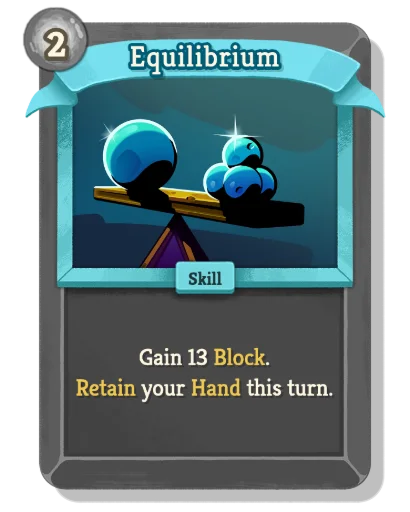 2
Equilibrium
Skill
Gain 13 Block.
Retain your Hand this turn.